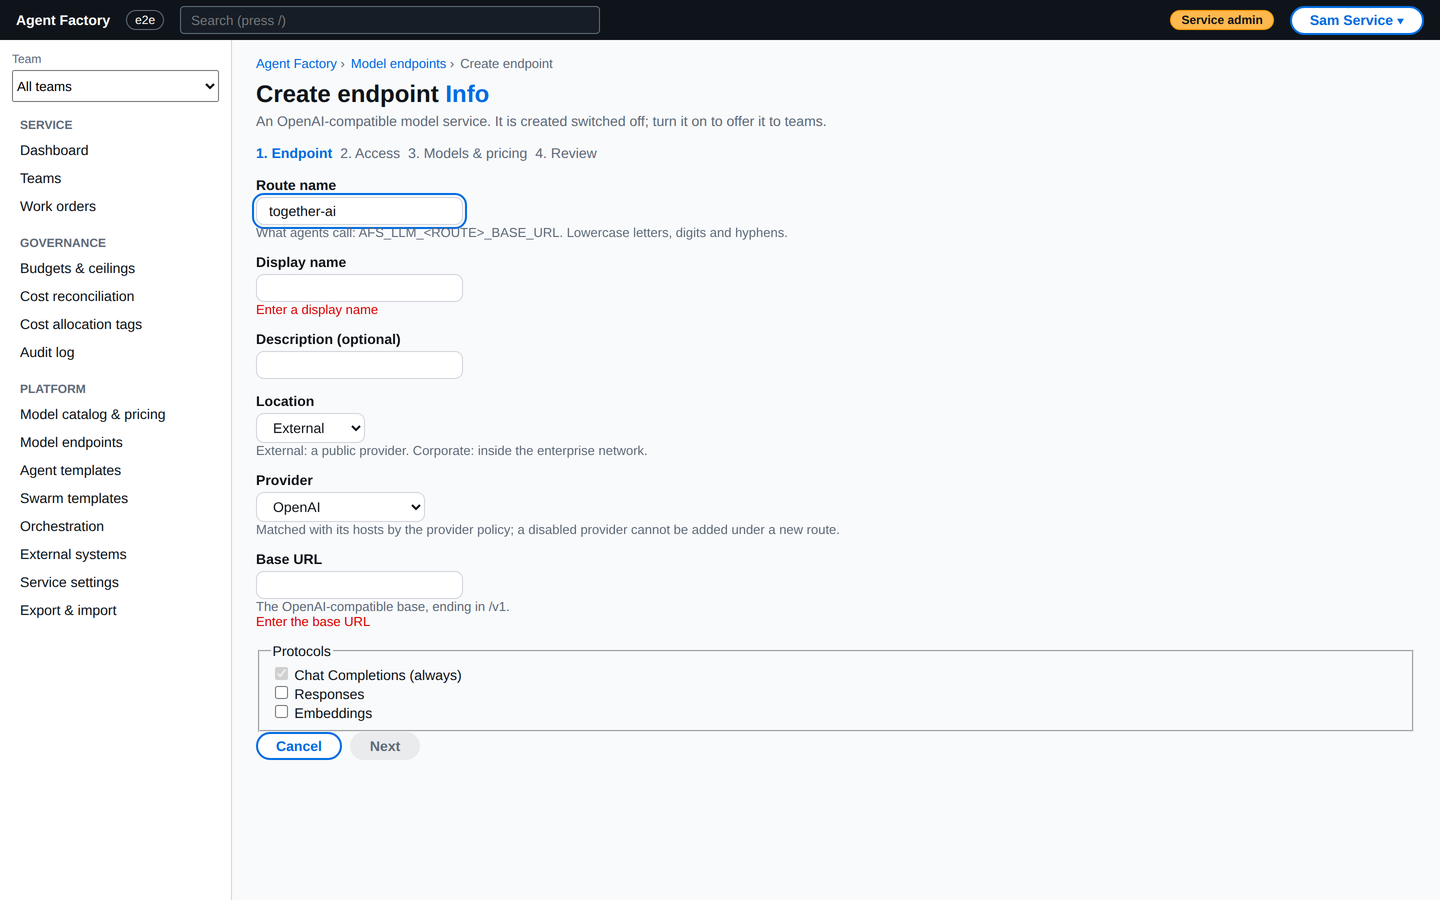 Agent Factory e2e Search (press /) Service admin Sam Service ▾
Team
All teams
SERVICE
Dashboard
Teams
Work orders
GOVERNANCE
Budgets & ceilings
Cost reconciliation
Cost allocation tags
Audit log
PLATFORM
Model catalog & pricing
Model endpoints
Agent templates
Swarm templates
Orchestration
External systems
Service settings
Export & import
Agent Factory › Model endpoints › Create endpoint
Create endpoint Info
An OpenAI-compatible model service. It is created switched off; turn it on to offer it to teams.
1. Endpoint 2. Access 3. Models & pricing 4. Review
Route name
together-ai
What agents call: AFS_LLM_<ROUTE>_BASE_URL. Lowercase letters, digits and hyphens.
Display name
Enter a display name
Description (optional)
Location
External
External: a public provider. Corporate: inside the enterprise network.
Provider
OpenAI
Matched with its hosts by the provider policy; a disabled provider cannot be added under a new route.
Base URL
The OpenAI-compatible base, ending in /v1.
Enter the base URL
Protocols
Chat Completions (always)
Responses
Embeddings
Cancel Next